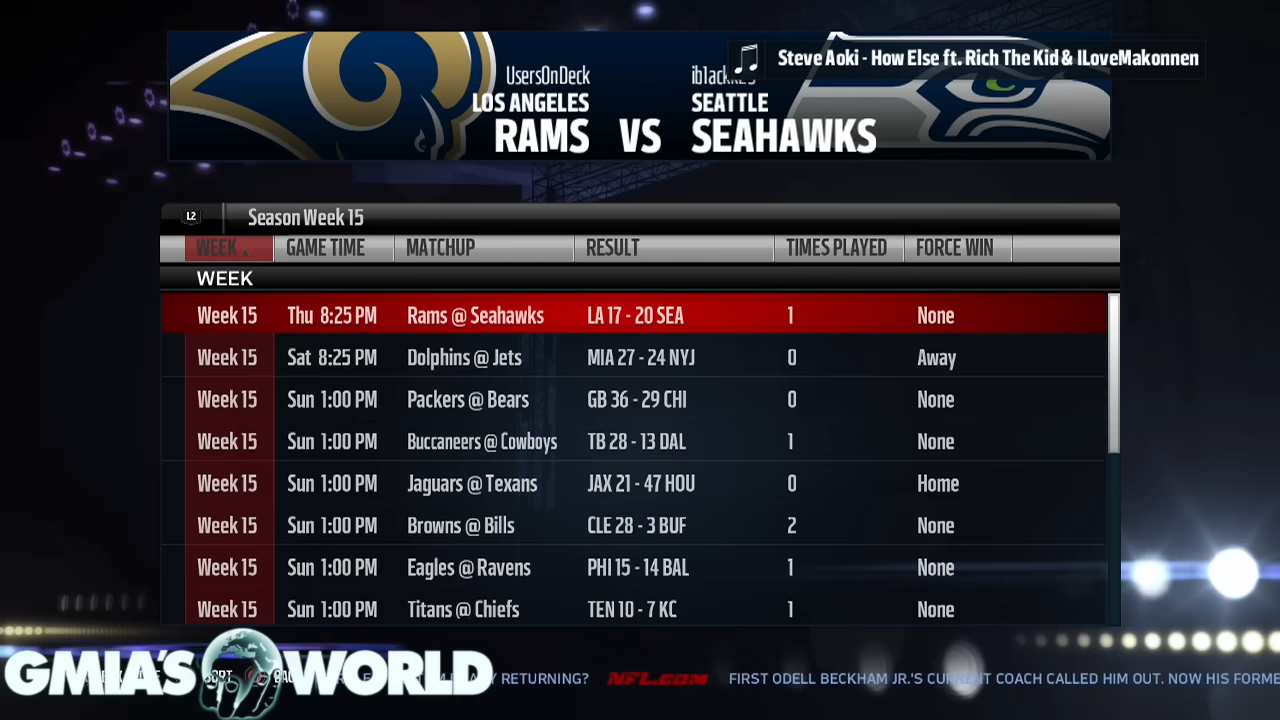 Steve Aoki - How Else ft. Rich The Kid & ILoveMakonnen
UsersOnDeck
LOS ANGELES
RAMS
VS
SEATTLE
SEAHAWKS
L2 Season Week 15
WEEK GAME TIME MATCHUP RESULT TIMES PLAYED FORCE WIN
WEEK
Week 15 Thu 8:25 PM Rams @ Seahawks LA 17 - 20 SEA 1 None
Week 15 Sat 8:25 PM Dolphins @ Jets MIA 27 - 24 NYJ 0 Away
Week 15 Sun 1:00 PM Packers @ Bears GB 36 - 29 CHI 0 None
Week 15 Sun 1:00 PM Buccaneers @ Cowboys TB 28 - 13 DAL 1 None
Week 15 Sun 1:00 PM Jaguars @ Texans JAX 21 - 47 HOU 0 Home
Week 15 Sun 1:00 PM Browns @ Bills CLE 28 - 3 BUF 2 None
Week 15 Sun 1:00 PM Eagles @ Ravens PHI 15 - 14 BAL 1 None
Week 15 Sun 1:00 PM Titans @ Chiefs TEN 10 - 7 KC 1 None
GMIA'S WORLD
RETURNING? NFL.COM FIRST ODELL BECKHAM JR.'S CURRENT COACH CALLED HIM OUT. NOW HIS FORME